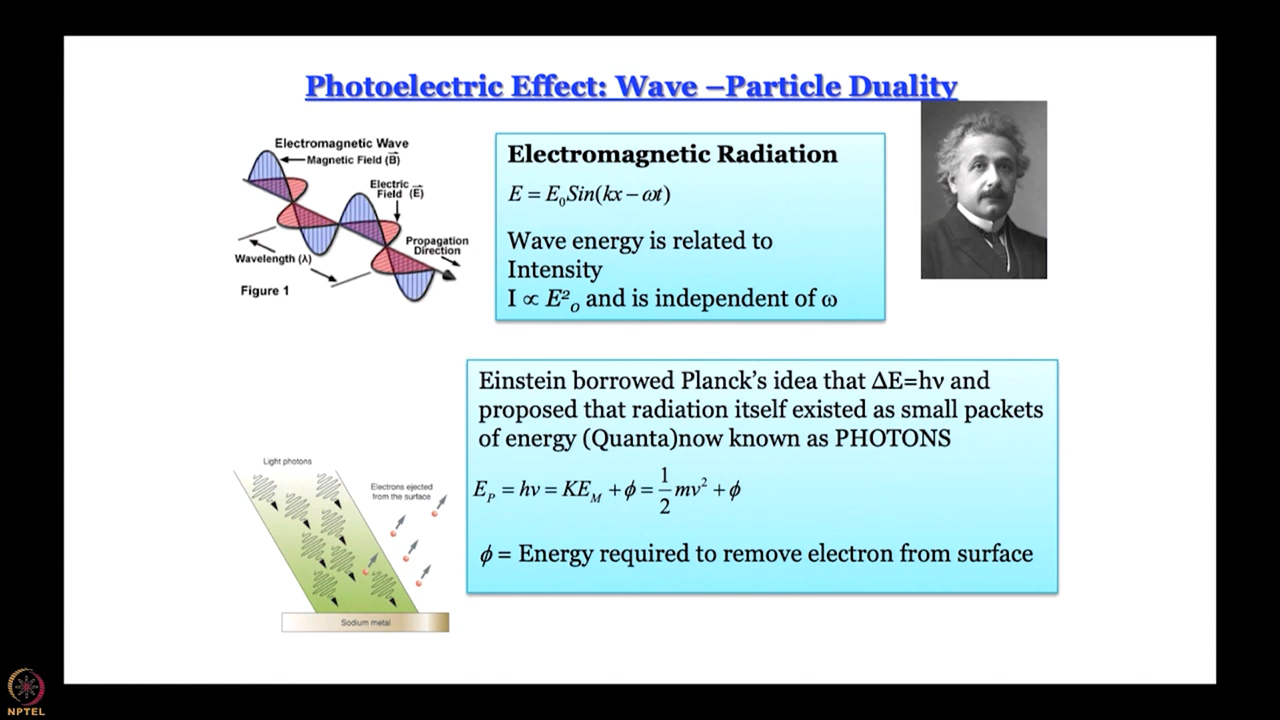 Photoelectric Effect: Wave –Particle Duality
Electromagnetic Wave
Magnetic Field (B⃗)
Electric
Field (E⃗)
Propagation
Direction
Wavelength (λ)
Figure 1
Electromagnetic Radiation
E = E₀Sin(kx − ωt)
Wave energy is related to
Intensity
I ∝ E²₀ and is independent of ω
Einstein borrowed Planck’s idea that ΔE=hν and
proposed that radiation itself existed as small packets
of energy (Quanta)now known as PHOTONS
E_P = hν = KE_M + ϕ = 1/2 mv² + ϕ
ϕ = Energy required to remove electron from surface
Light photons
Electrons ejected
from the surface
Sodium metal
NPTEL